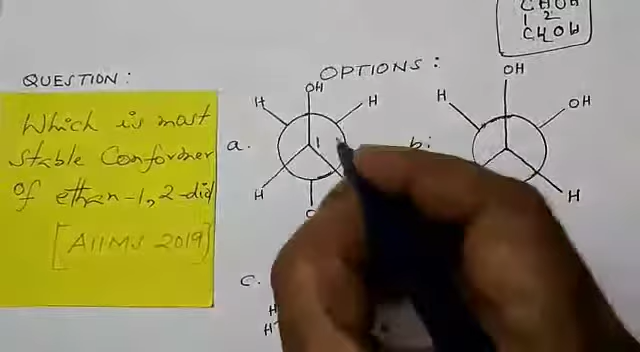 CH2OH
CH2OH
QUESTION:
OPTIONS:
Which is most
stable Conformer
of ethan-1,2-diol
[AIIMS 2019]
a.
OH
H
H
H
b.
OH
H
OH
H
c.
H
H